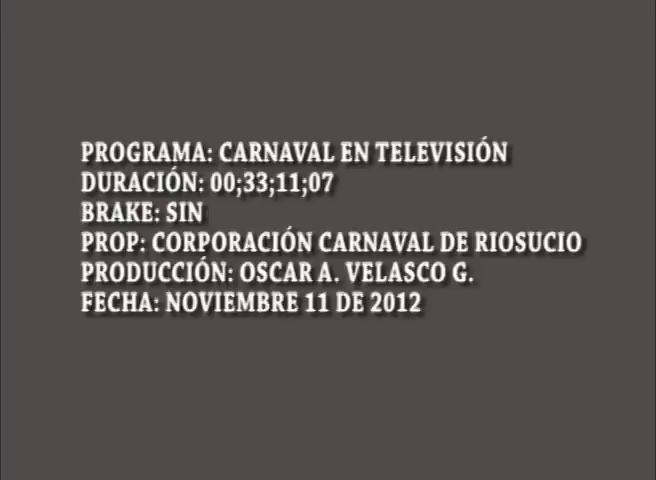 PROGRAMA: CARNAVAL EN TELEVISIÓN
DURACIÓN: 00;33;11;07
BRAKE: SIN
PROP: CORPORACIÓN CARNAVAL DE RIOSUCIO
PRODUCCIÓN: OSCAR A. VELASCO G.
FECHA: NOVIEMBRE 11 DE 2012